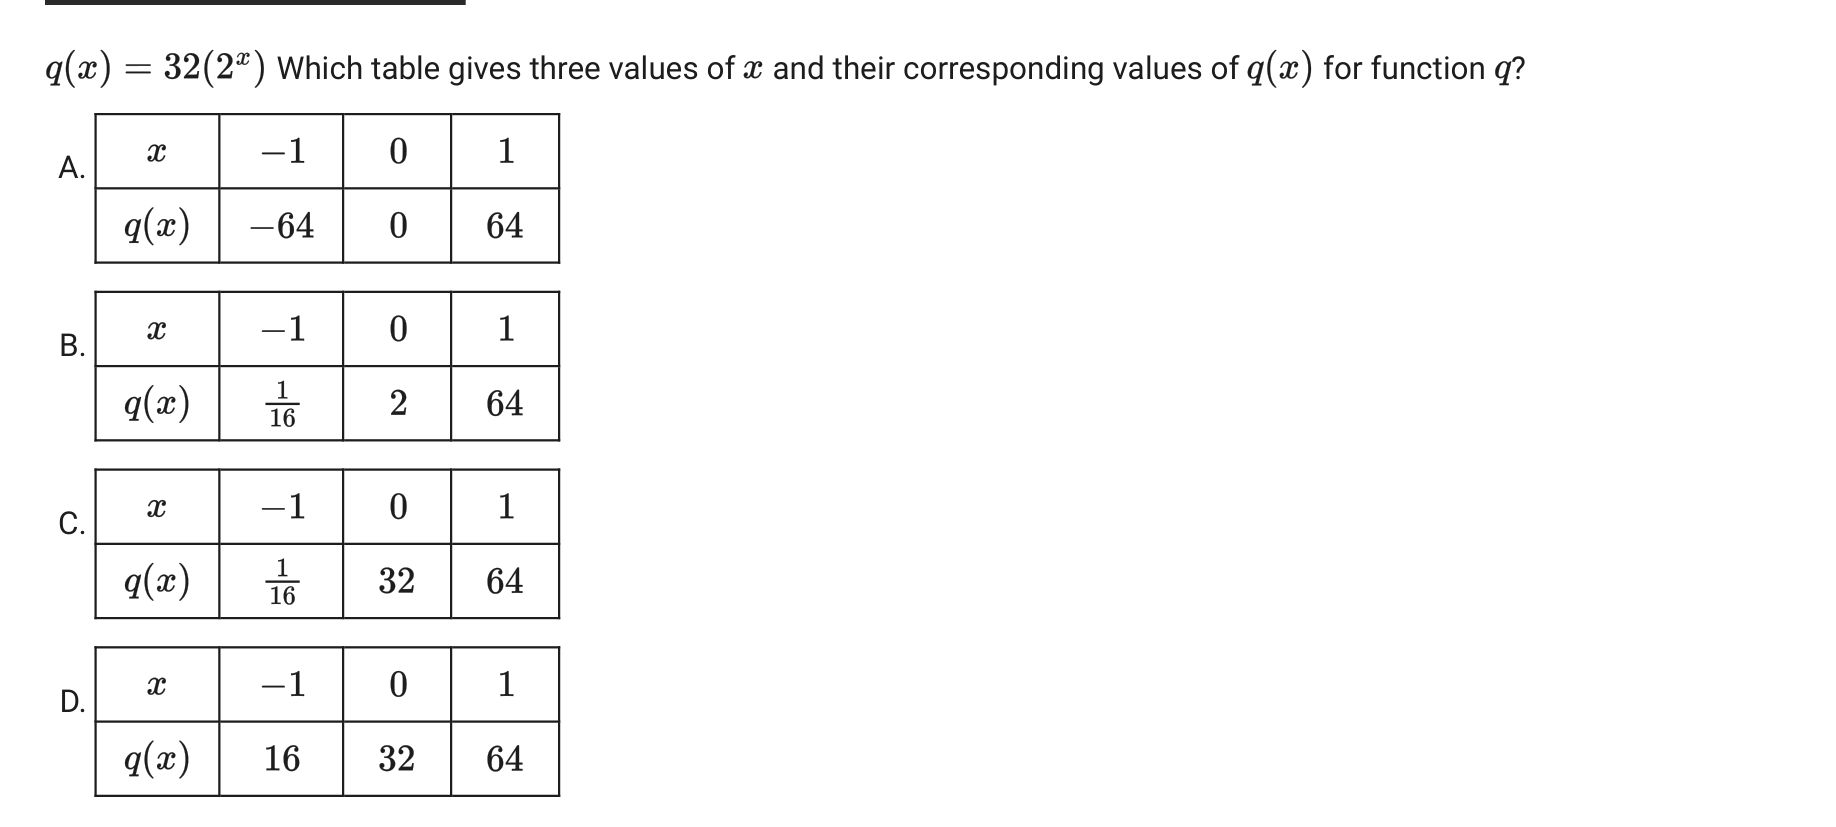 q(x) = 32(2^x) Which table gives three values of x and their corresponding values of q(x) for function q?
A.
x −1 0 1
q(x) −64 0 64
B.
x −1 0 1
q(x) 1/16 2 64
C.
x −1 0 1
q(x) 1/16 32 64
D.
x −1 0 1
q(x) 16 32 64